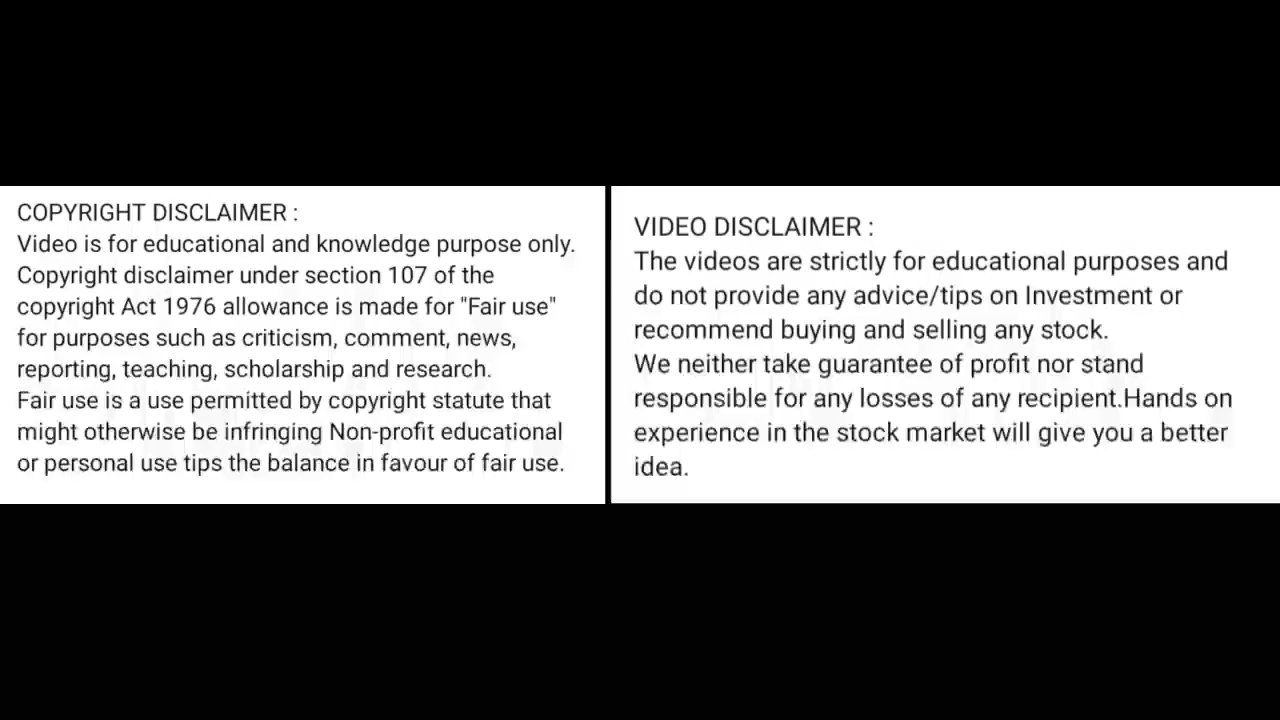 COPYRIGHT DISCLAIMER :
Video is for educational and knowledge purpose only.
Copyright disclaimer under section 107 of the
copyright Act 1976 allowance is made for "Fair use"
for purposes such as criticism, comment, news,
reporting, teaching, scholarship and research.
Fair use is a use permitted by copyright statute that
might otherwise be infringing Non-profit educational
or personal use tips the balance in favour of fair use.
VIDEO DISCLAIMER :
The videos are strictly for educational purposes and
do not provide any advice/tips on Investment or
recommend buying and selling any stock.
We neither take guarantee of profit nor stand
responsible for any losses of any recipient.Hands on
experience in the stock market will give you a better
idea.